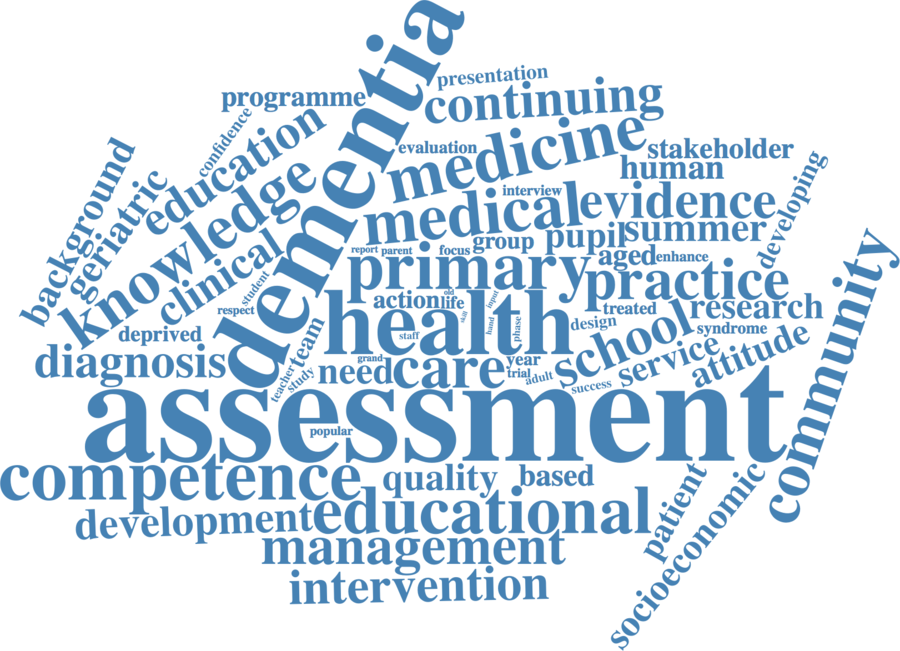 dementia
presentation
programme
continuing
confidence
education
evaluation
medicine
stakeholder
human
background
geriatric
knowledge
interview
medical
evidence
developing
clinical
report
parent
focus
group
pupil
summer
aged
enhance
student
respect
primary
practice
community
action
life
old
skill
hand
input
phase
treated
research
deprived
team
health
staff
design
school
syndrome
diagnosis
teacher
study
grand
need
care
year
trial
adult
success
service
attitude
assessment
popular
competence
quality
based
patient
socioeconomic
development
educational
management
intervention